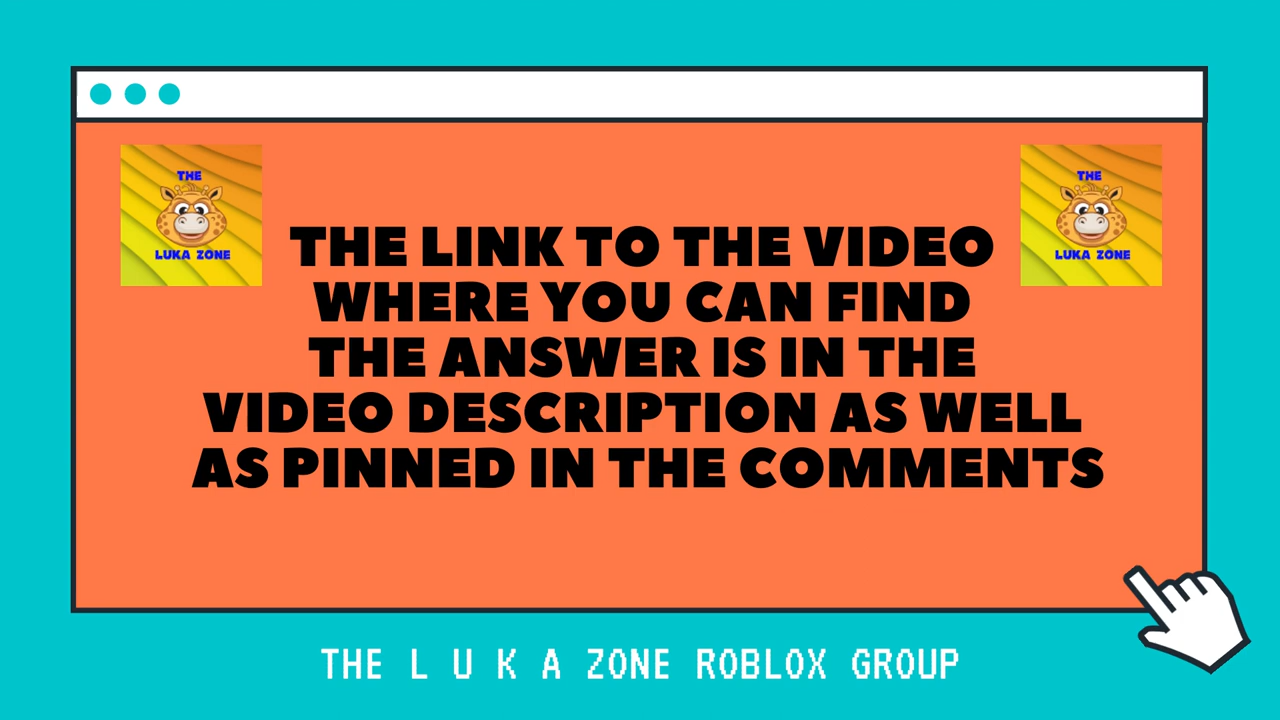 THE
LUKA ZONE
THE
LUKA ZONE
THE LINK TO THE VIDEO
WHERE YOU CAN FIND
THE ANSWER IS IN THE
VIDEO DESCRIPTION AS WELL
AS PINNED IN THE COMMENTS
THE L U K A ZONE ROBLOX GROUP